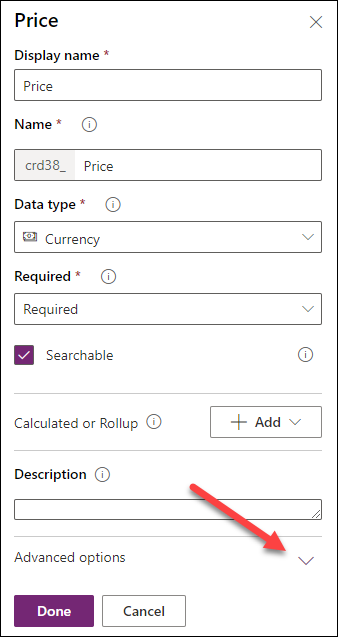 Price
Display name *
Price
Name *
crd38_ Price
Data type *
Currency
Required *
Required
Searchable
Calculated or Rollup + Add
Description
Advanced options
Done Cancel